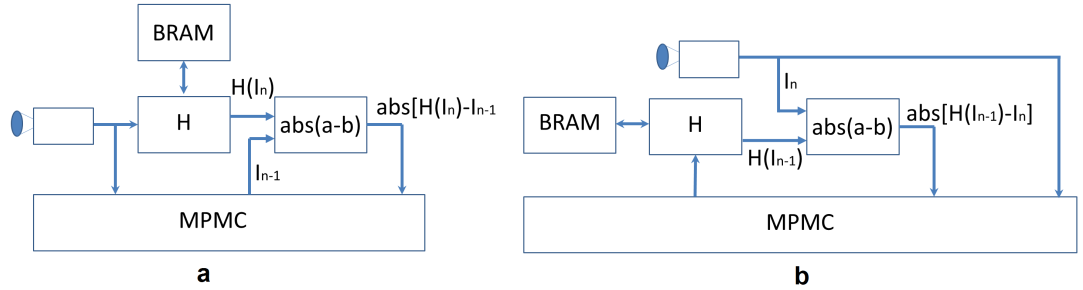 BRAM
H
H(In)
abs(a-b)
abs[H(In)-In-1
In-1
MPMC
a
In
BRAM
H
H(In-1)
abs(a-b)
abs[H(In-1)-In]
MPMC
b